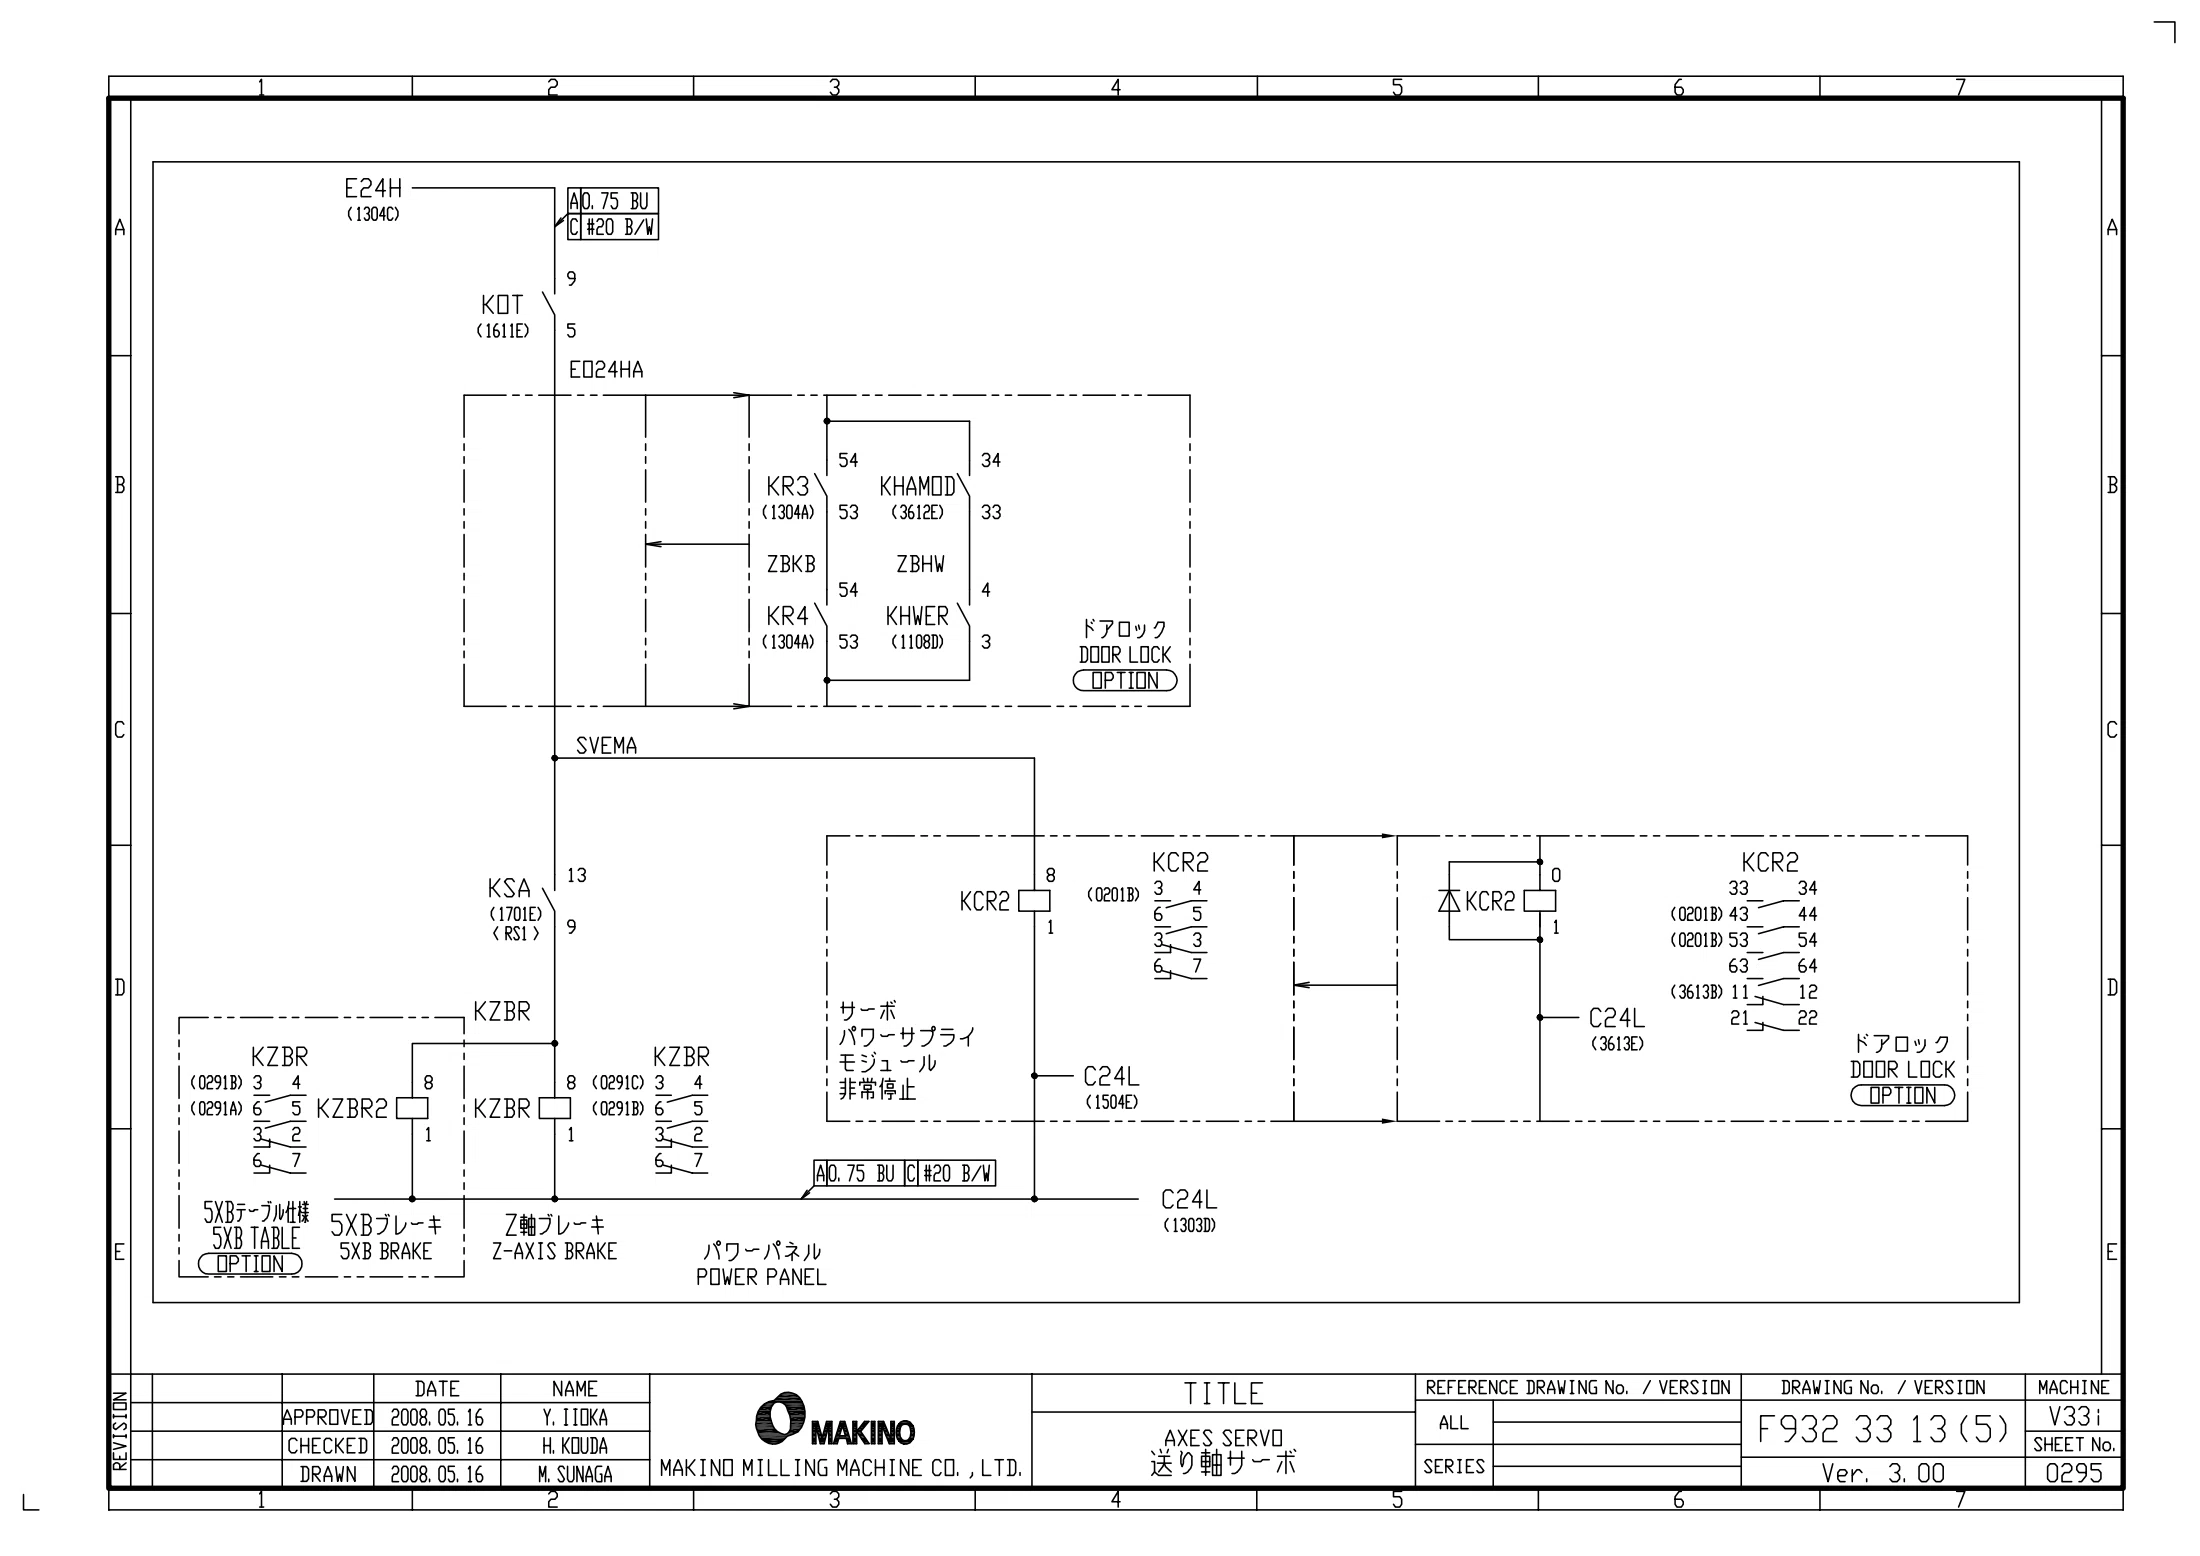 1 2 3 4 5 6 7
A A
B B
C C
D D
E E
E24H
(1304C)
A 0.75 BU
C #20 B/W
9
KOT
(1611E)
5
EO24HA
54
KR3
(1304A)
53
ZBKB
54
KR4
(1304A)
53
34
KHAMOD
(3612E)
33
ZBHW
4
KHWER
(1108D)
3
ドアロック
DOOR LOCK
OPTION
SVEMA
13
KSA
(1701E)
<RS1>
9
KZBR
KZBR
(0291B) 3 4
(0291A) 6 5
3 2
6 7
8
KZBR2
1
8
KZBR
1
KZBR
(0291C) 3 4
(0291B) 6 5
3 2
6 7
5XBテーブル仕様
5XB TABLE
OPTION
5XBブレーキ
5XB BRAKE
Z軸ブレーキ
Z-AXIS BRAKE
パワーパネル
POWER PANEL
A 0.75 BU C #20 B/W
8
KCR2
1
KCR2
(0201B) 3 4
6 5
3 3
6 7
サーボ
パワーサプライ
モジュール
非常停止
C24L
(1504E)
C24L
(1303D)
0
KCR2
1
C24L
(3613E)
KCR2
33 34
(0201B) 43 44
(0201B) 53 54
63 64
(3613B) 11 12
21 22
ドアロック
DOOR LOCK
OPTION
REVISION
DATE NAME
APPROVED 2008.05.16 Y. IIOKA
CHECKED 2008.05.16 H. KOUDA
DRAWN 2008.05.16 M. SUNAGA
MAKINO
MAKINO MILLING MACHINE CO.,LTD.
TITLE
AXES SERVO
送り軸サーボ
REFERENCE DRAWING No. / VERSION
ALL
SERIES
DRAWING No. / VERSION
F932 33 13(5)
Ver. 3.00
MACHINE
V33i
SHEET No.
0295
1 2 3 4 5 6 7